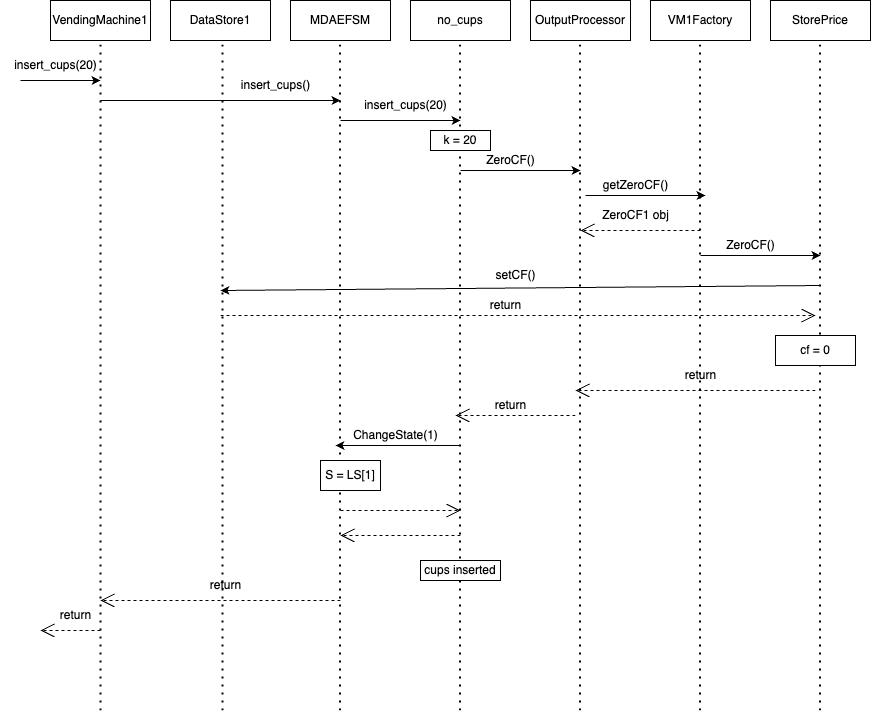 VendingMachine1
DataStore1
MDAEFSM
no_cups
OutputProcessor
VM1Factory
StorePrice
insert_cups(20)
insert_cups()
insert_cups(20)
k = 20
ZeroCF()
getZeroCF()
ZeroCF1 obj
ZeroCF()
setCF()
return
cf = 0
return
return
ChangeState(1)
S = LS[1]
cups inserted
return
return